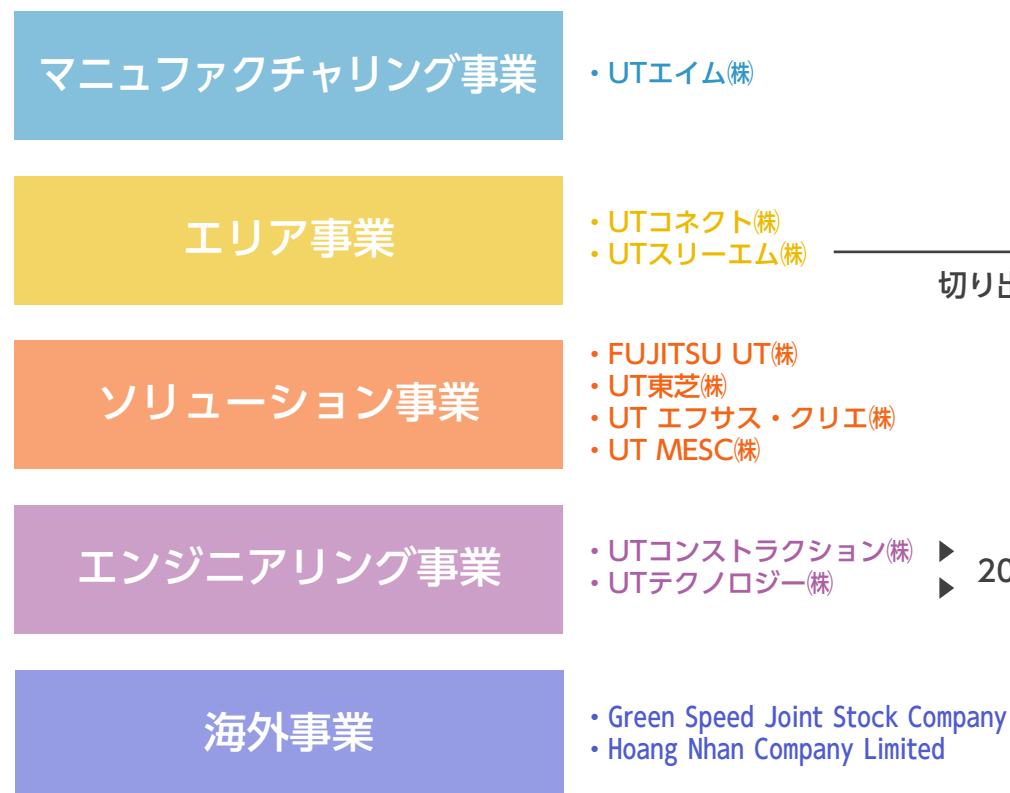 マニュファクチャリング事業
・UTエイム㈱
エリア事業
・UTコネクト㈱
・UTスリーエム㈱
切り出
ソリューション事業
・FUJITSU UT㈱
・UT東芝㈱
・UT エフサス・クリエ㈱
・UT MESC㈱
エンジニアリング事業
・UTコンストラクション㈱
・UTテクノロジー㈱
20
海外事業
・Green Speed Joint Stock Company
・Hoang Nhan Company Limited